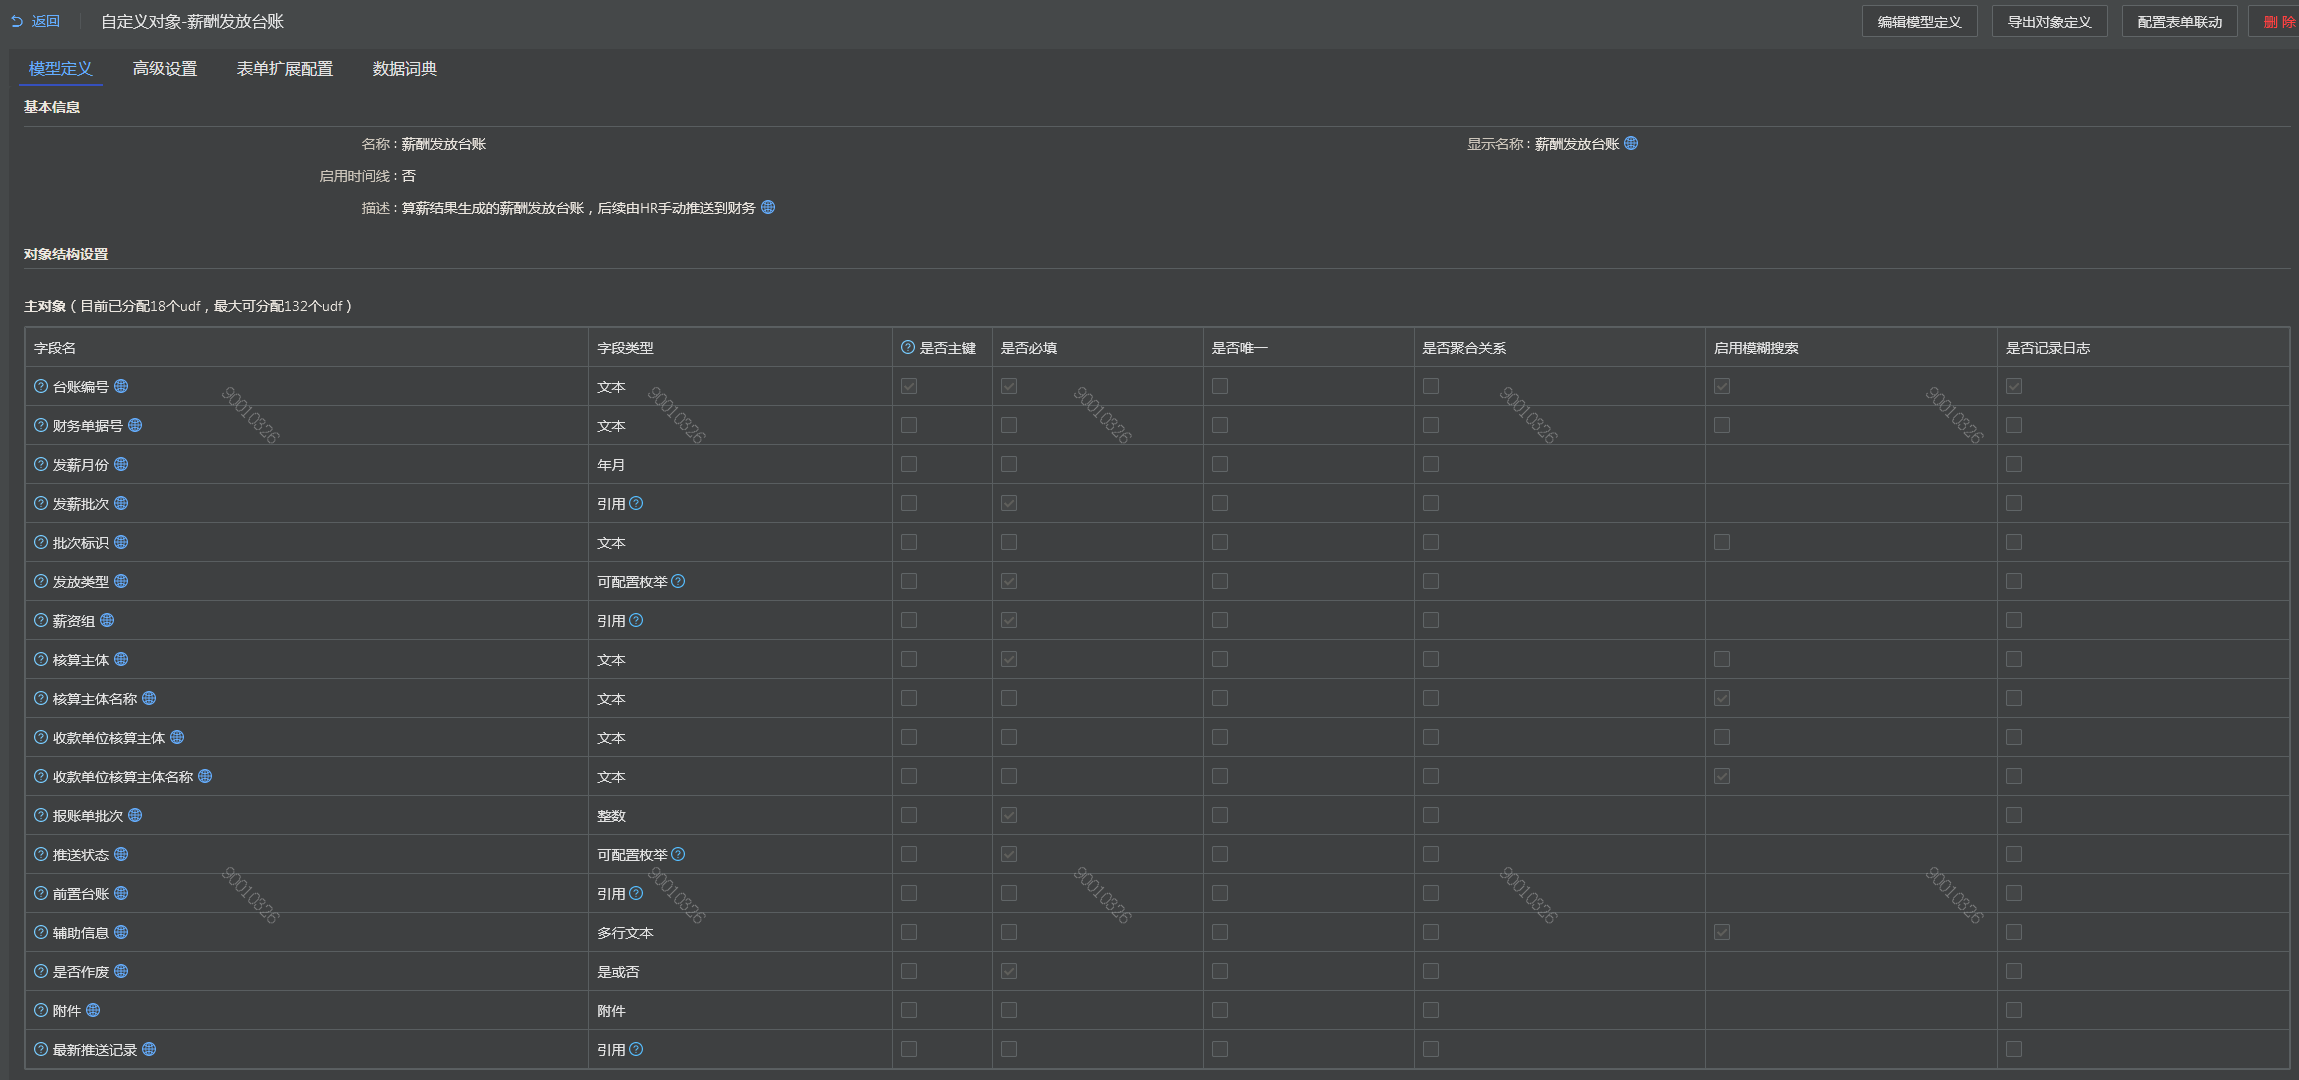 返回 自定义对象-薪酬发放台账 编辑模型定义 导出对象定义 配置表单联动 删 除
模型定义 高级设置 表单扩展配置 数据词典
基本信息
名称 : 薪酬发放台账 显示名称 : 薪酬发放台账
启用时间线 : 否
描述 : 算薪结果生成的薪酬发放台账，后续由HR手动推送到财务
对象结构设置
主对象（目前已分配18个udf，最大可分配132个udf）
字段名 字段类型 是否主键 是否必填 是否唯一 是否聚合关系 启用模糊搜索 是否记录日志
台账编号 文本
90010326 90010326 90010326 90010326 90010326
财务单据号 文本
发薪月份 年月
发薪批次 引用
批次标识 文本
发放类型 可配置枚举
薪资组 引用
核算主体 文本
核算主体名称 文本
收款单位核算主体 文本
收款单位核算主体名称 文本
报账单批次 整数
推送状态 可配置枚举
前置台账 引用
90010326 90010326 90010326 90010326 90010326
辅助信息 多行文本
是否作废 是或否
附件 附件
最新推送记录 引用